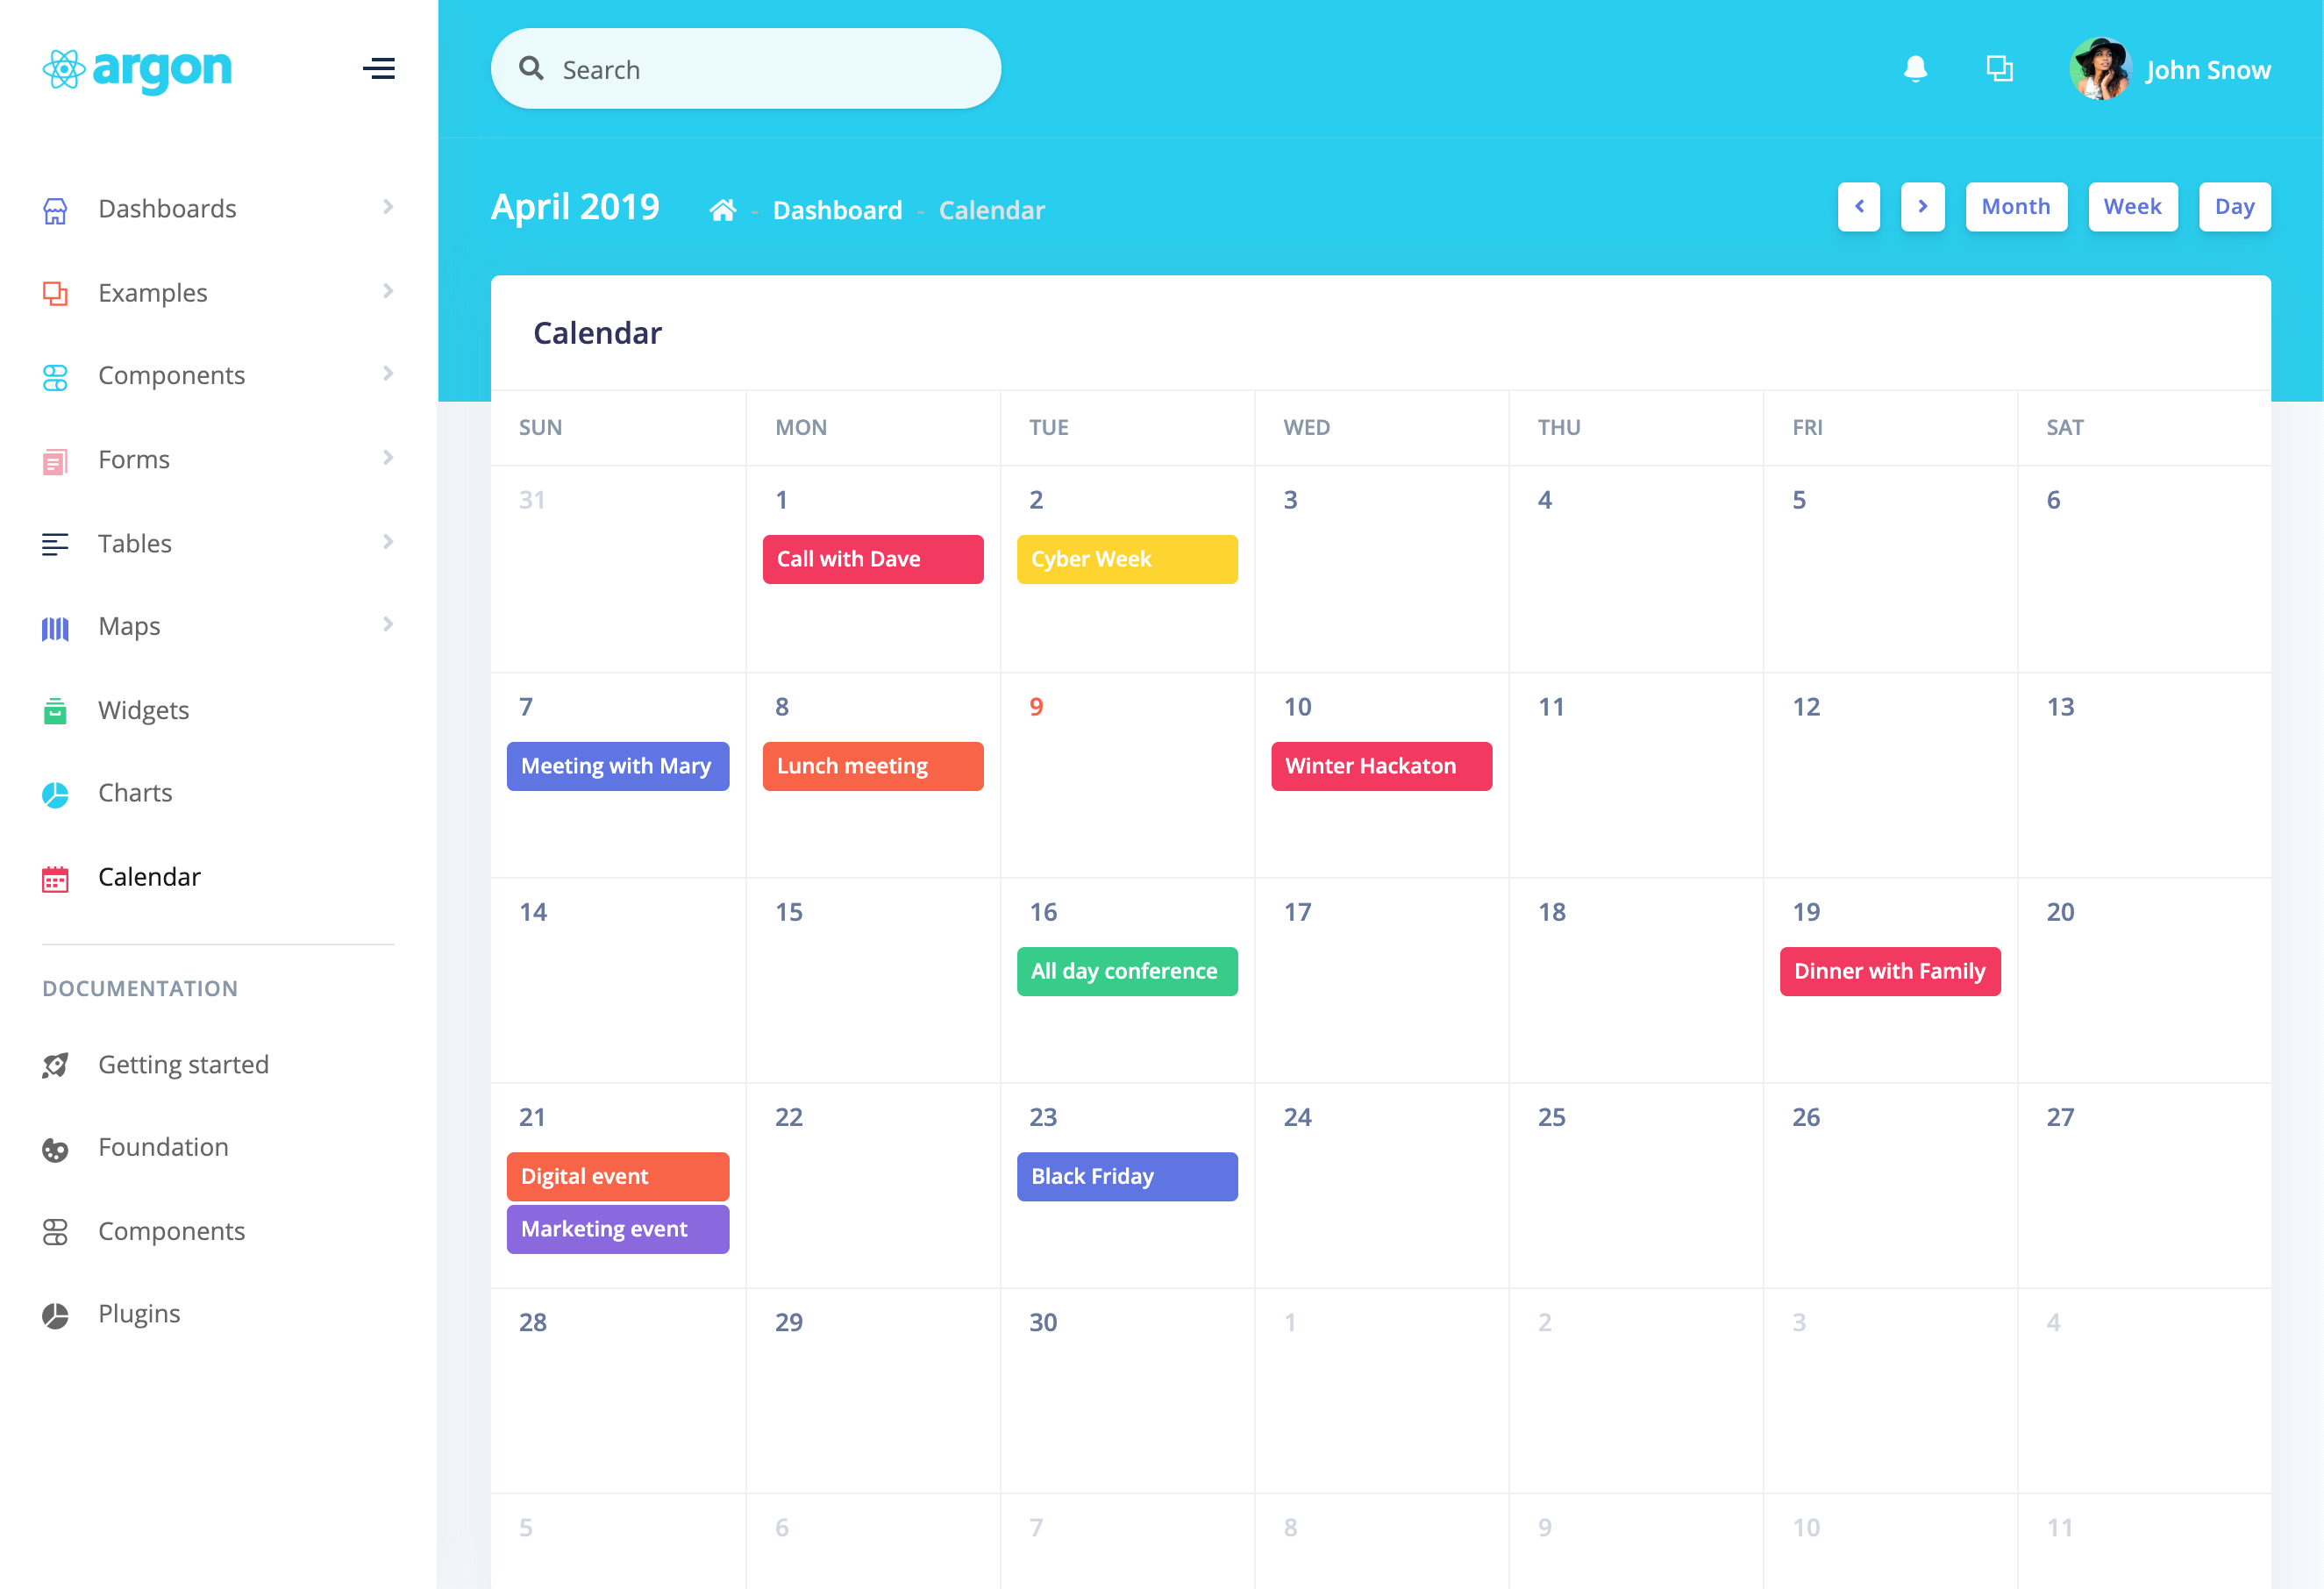 argon
Search
John Snow
Dashboards
Examples
Components
Forms
Tables
Maps
Widgets
Charts
Calendar
DOCUMENTATION
Getting started
Foundation
Components
Plugins
April 2019 - Dashboard - Calendar
Month Week Day
Calendar
SUN MON TUE WED THU FRI SAT
31 1 2 3 4 5 6
Call with Dave Cyber Week
7 8 9 10 11 12 13
Meeting with Mary Lunch meeting Winter Hackaton
14 15 16 17 18 19 20
All day conference Dinner with Family
21 22 23 24 25 26 27
Digital event Black Friday
Marketing event
28 29 30 1 2 3 4
5 6 7 8 9 10 11